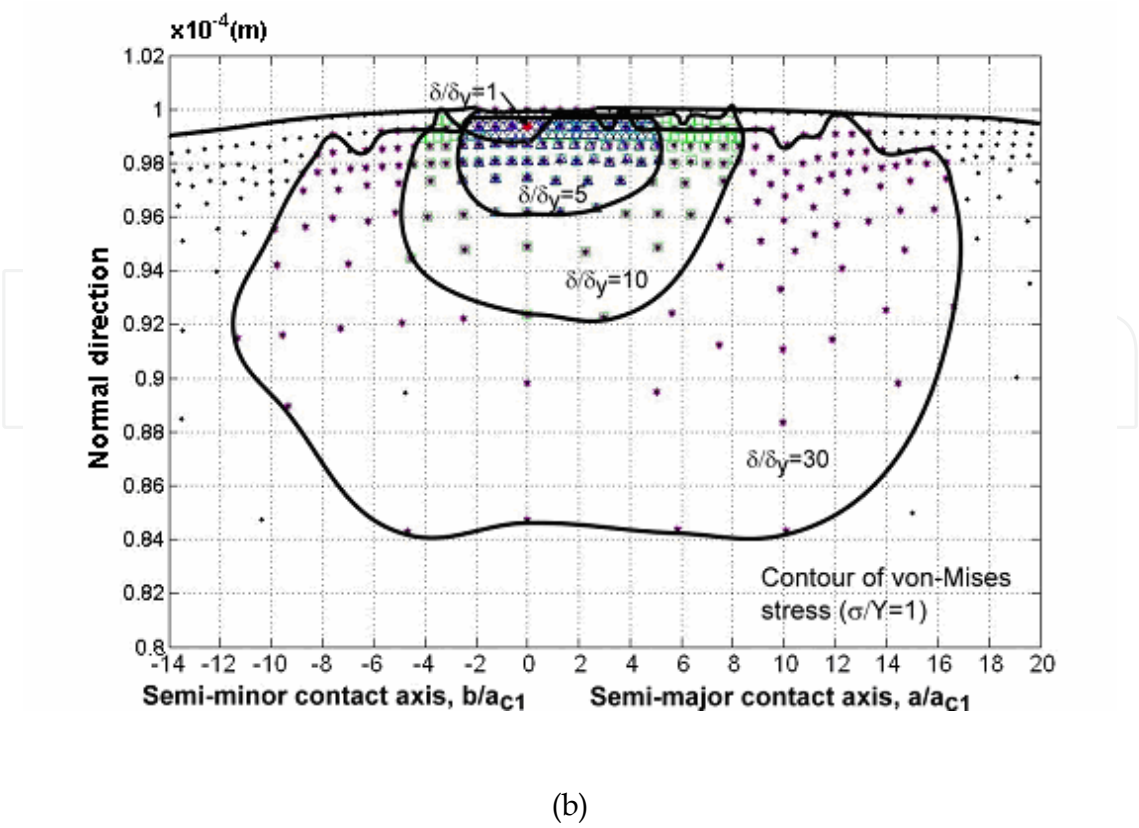 x10⁻⁴(m)
1.02
1
0.98
0.96
0.94
0.92
0.9
0.88
0.86
0.84
0.82
0.8
Normal direction
δ/δy=1
δ/δy=5
δ/δy=10
δ/δy=30
Contour of von-Mises
stress (σ/Y=1)
-14 -12 -10 -8 -6 -4 -2 0 2 4 6 8 10 12 14 16 18 20
Semi-minor contact axis, b/aC1 Semi-major contact axis, a/aC1
(b)